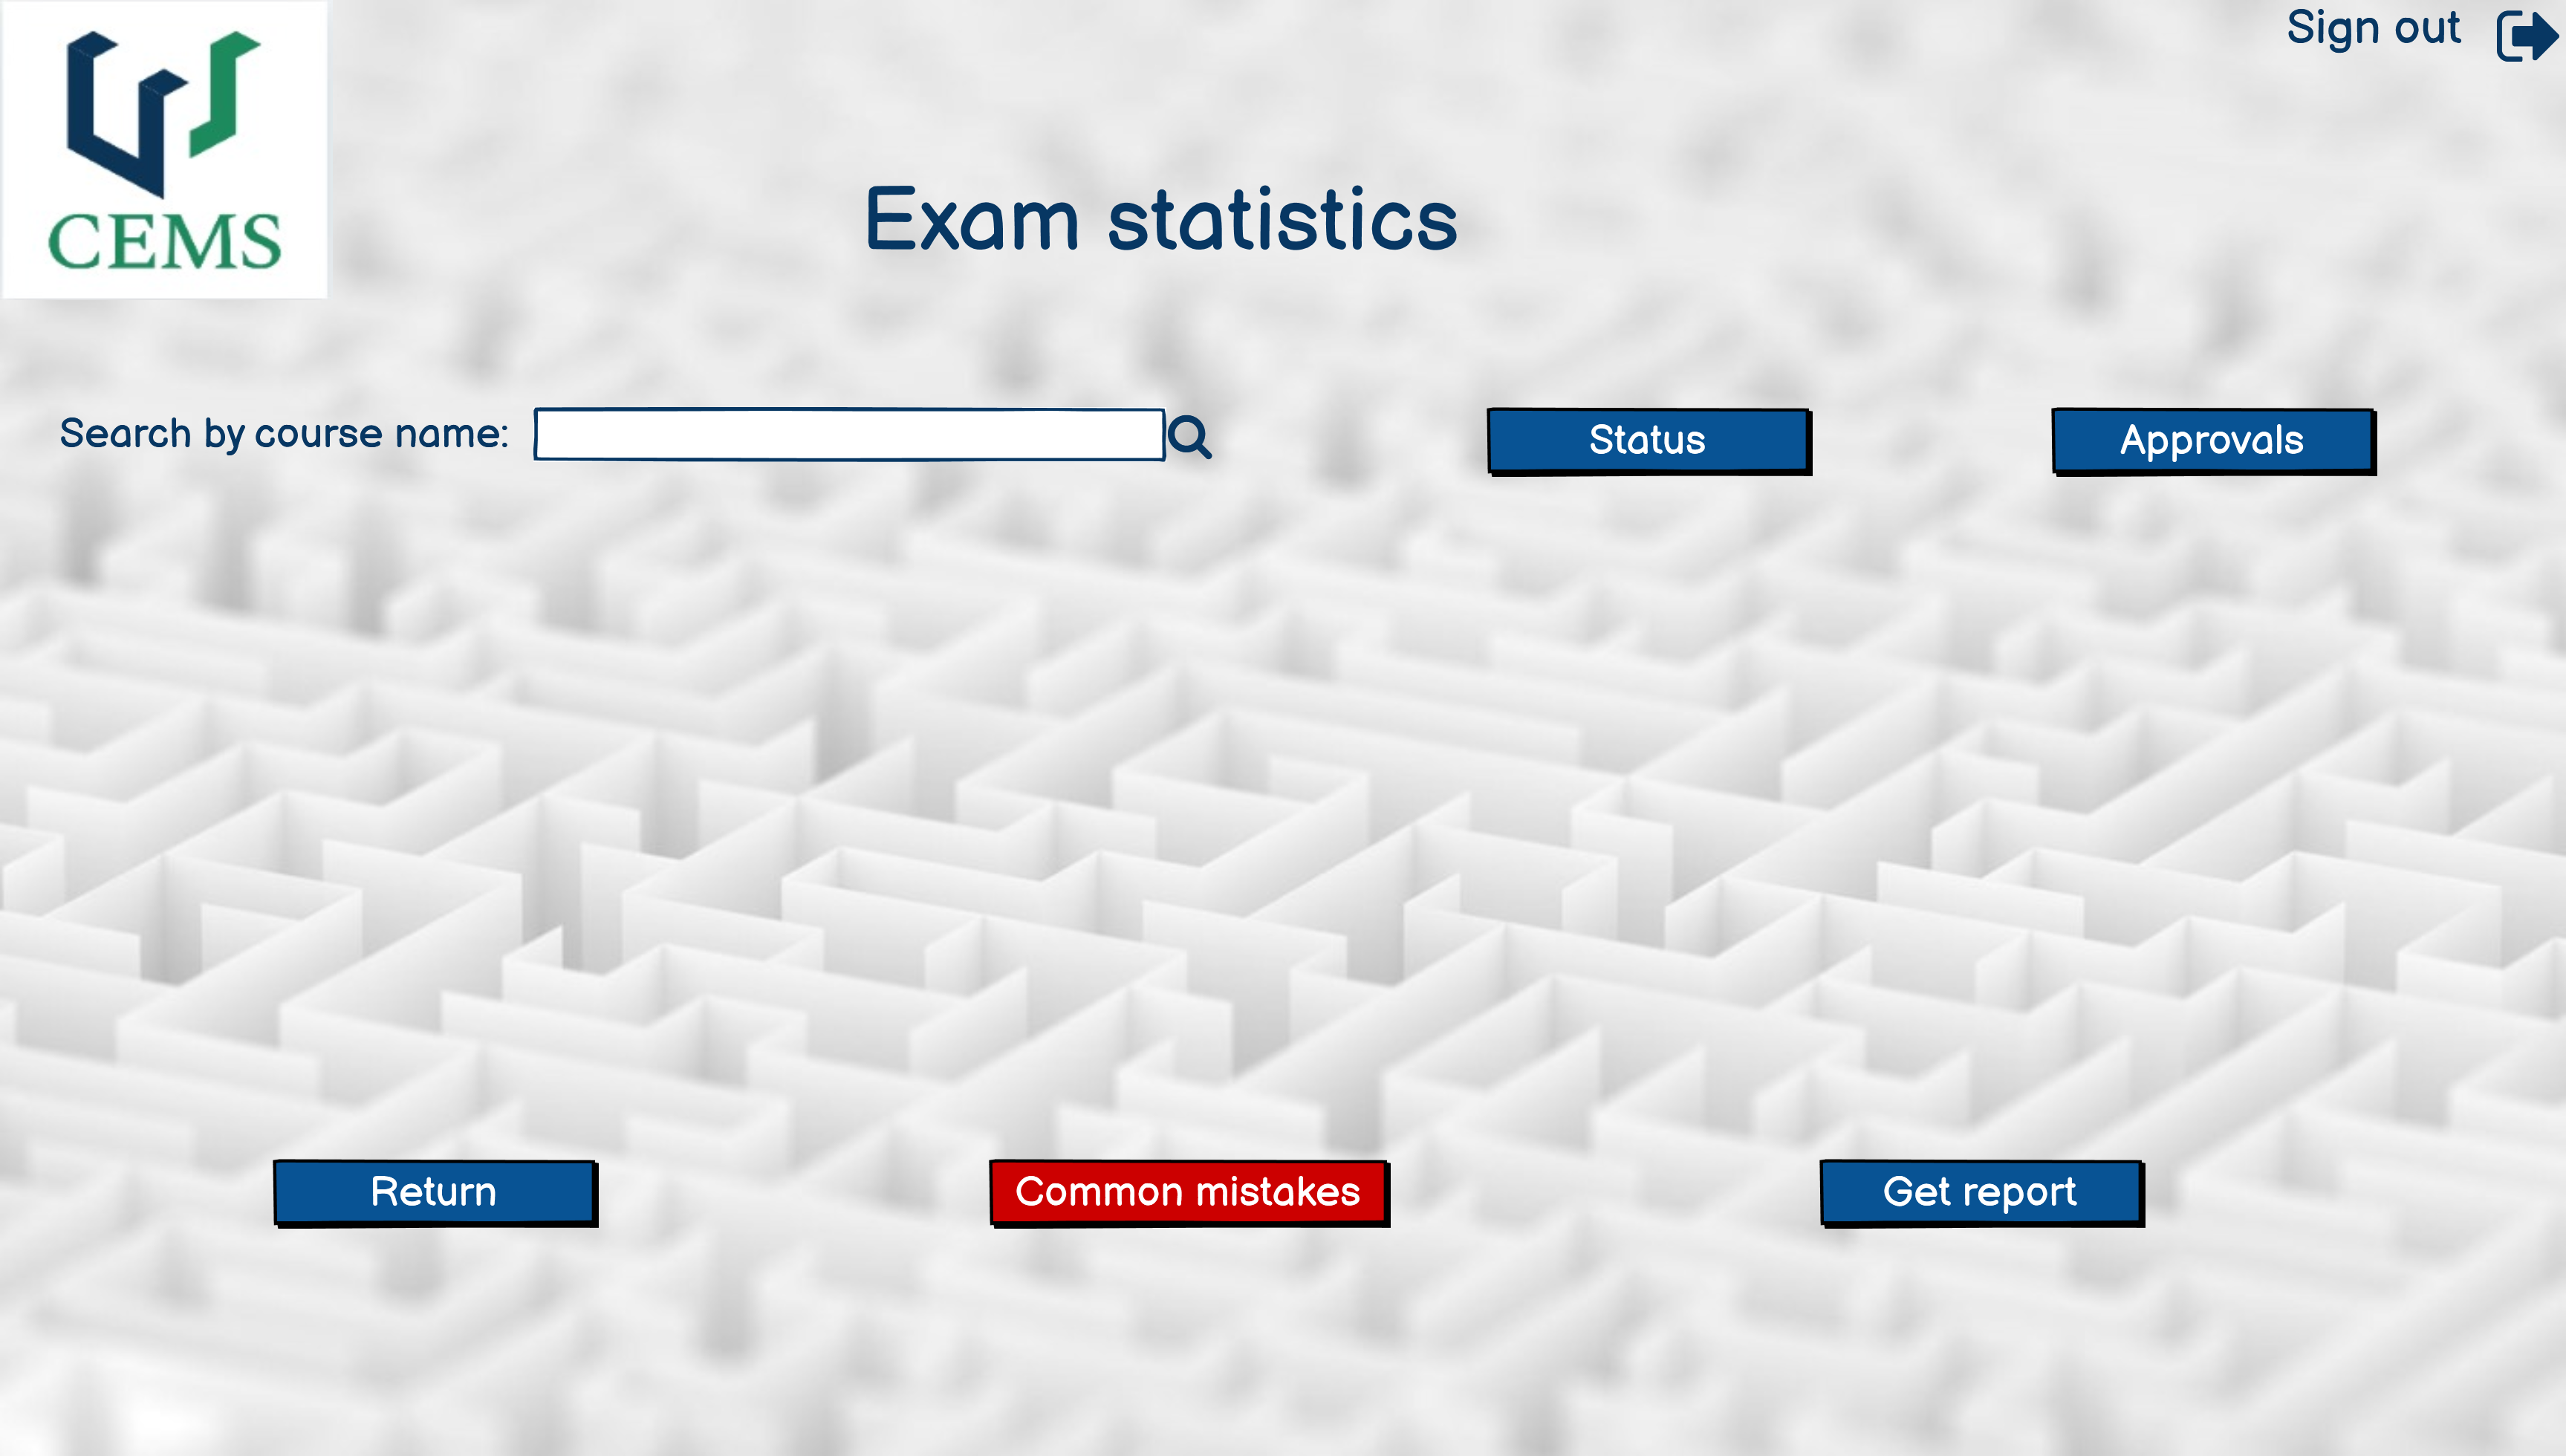 Sign out
CEMS
Exam statistics
Search by course name:
Status
Approvals
Return
Common mistakes
Get report